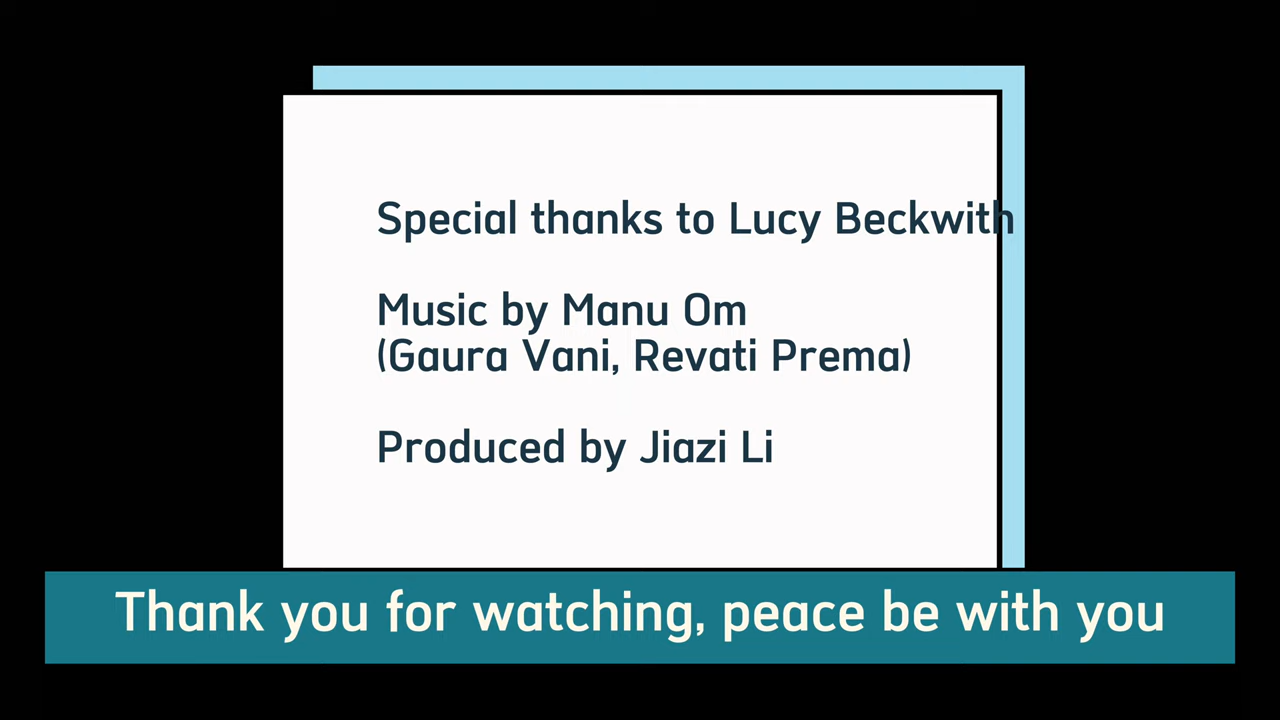 Special thanks to Lucy Beckwith
Music by Manu Om
(Gaura Vani, Revati Prema)
Produced by Jiazi Li
Thank you for watching, peace be with you